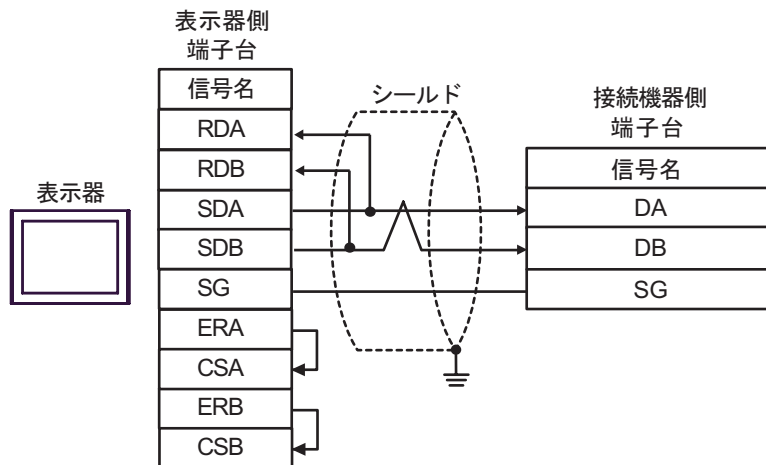 表示器側
端子台
信号名
RDA
RDB
SDA
SDB
SG
ERA
CSA
ERB
CSB
表示器
シールド
接続機器側
端子台
信号名
DA
DB
SG